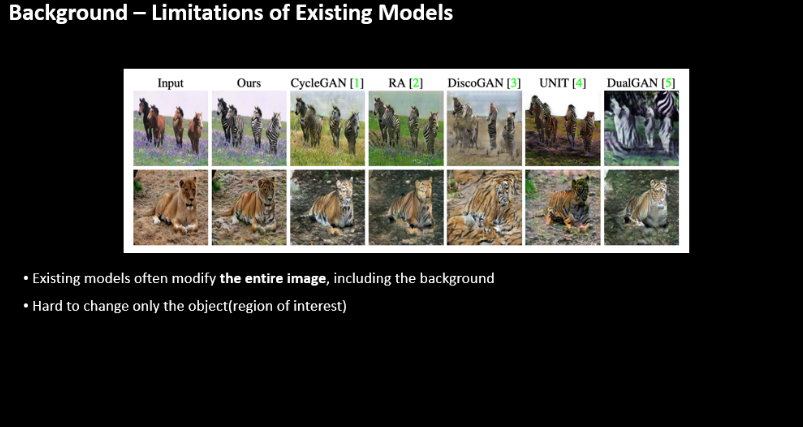 Background – Limitations of Existing Models
Input Ours CycleGAN [1] RA [2] DiscoGAN [3] UNIT [4] DualGAN [5]
• Existing models often modify the entire image, including the background
• Hard to change only the object(region of interest)